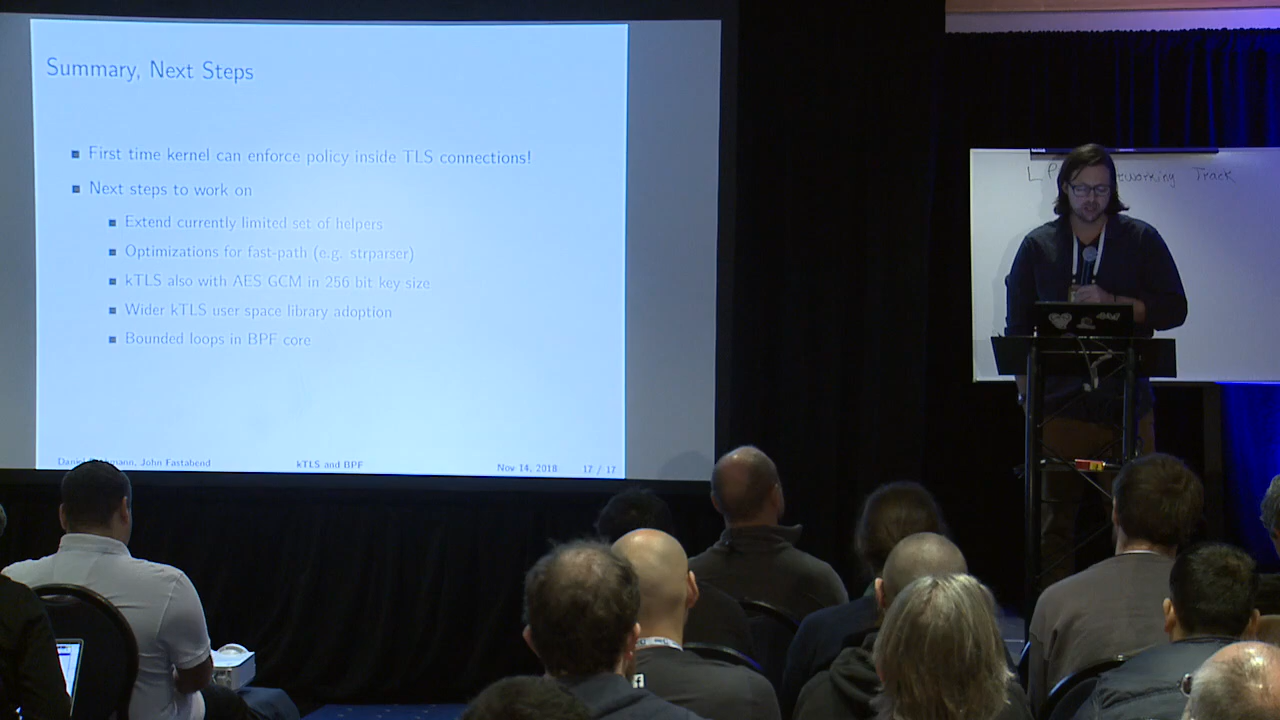 Summary, Next Steps
First time kernel can enforce policy inside TLS connections!
Next steps to work on
Extend currently limited set of helpers
Optimizations for fast-path (e.g. strparser)
kTLS also with AES GCM in 256 bit key size
Wider kTLS user space library adoption
Bounded loops in BPF core
Daniel, John Fastabend
kTLS and BPF
Nov 14, 2018
17 / 17
Track